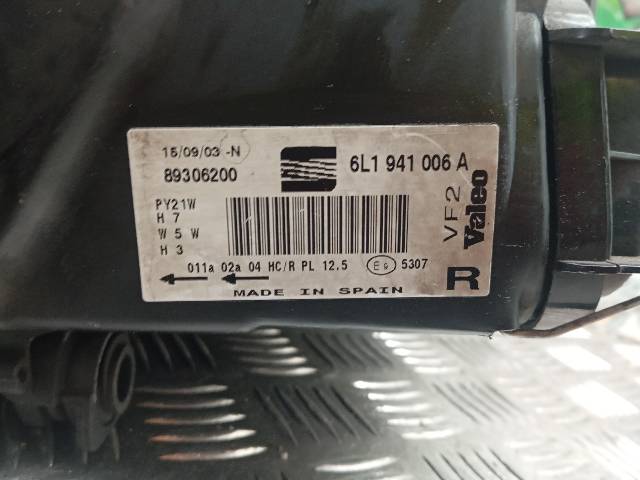 15/09/03 -N
89306200
6L1 941 006 A
PY21W
H 7
W 5 W
H 3
VF2
Valeo
011a 02a 04 HC/R PL 12.5 E9 5307
R
MADE IN SPAIN